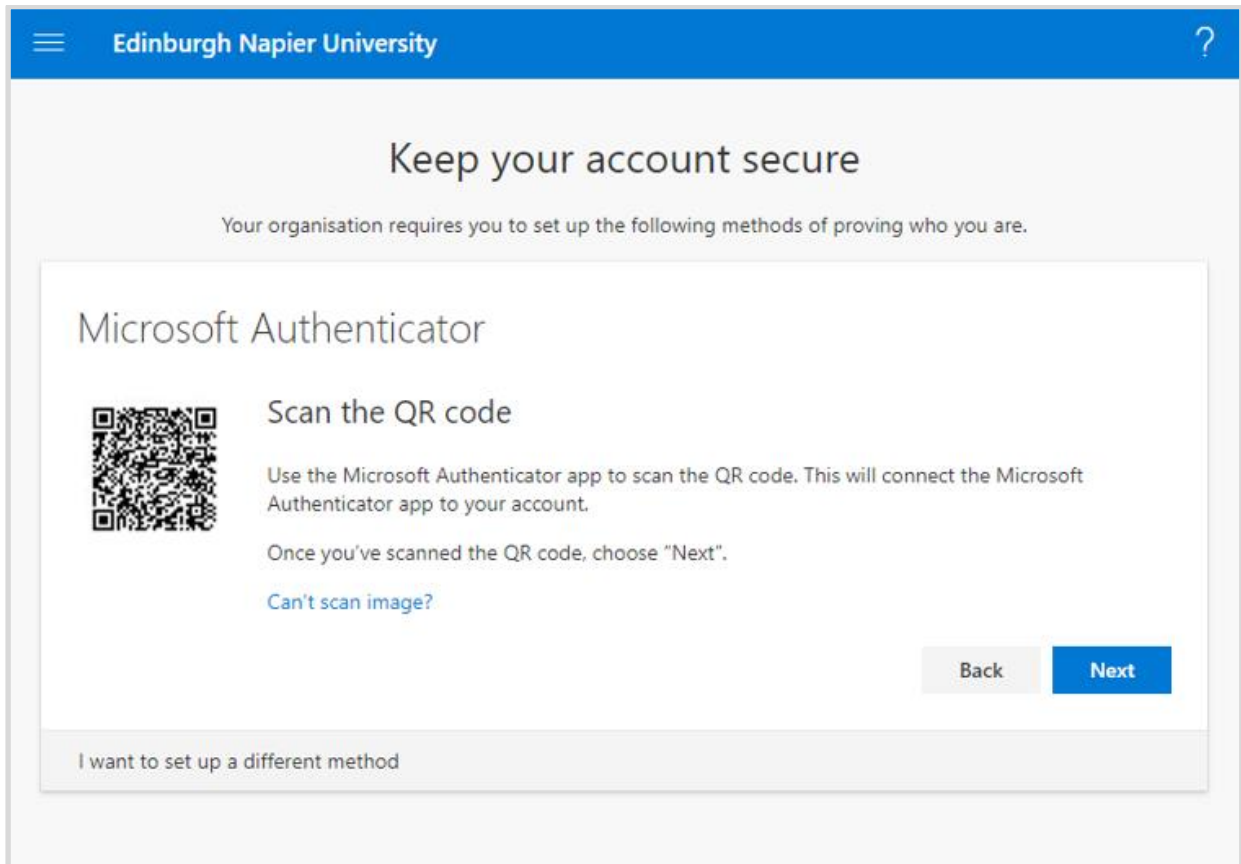 Edinburgh Napier University
?
Keep your account secure
Your organisation requires you to set up the following methods of proving who you are.
Microsoft Authenticator
Scan the QR code
Use the Microsoft Authenticator app to scan the QR code. This will connect the Microsoft
Authenticator app to your account.
Once you've scanned the QR code, choose “Next”.
Can't scan image?
Back
Next
I want to set up a different method